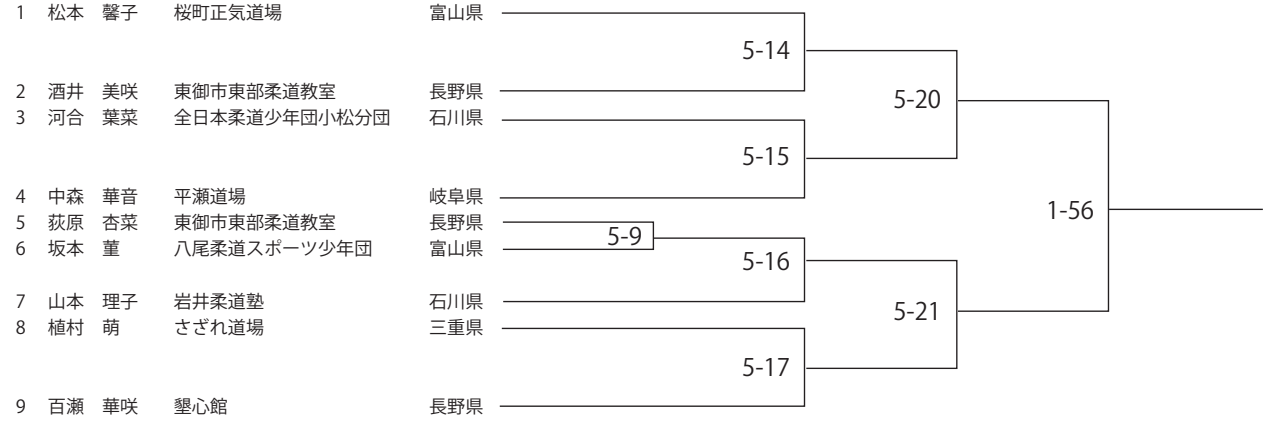 1 松本 馨子 桜町正気道場 富山県
5-14
2 酒井 美咲 東御市東部柔道教室 長野県
5-20
3 河合 葉菜 全日本柔道少年団小松分団 石川県
5-15
4 中森 華音 平瀬道場 岐阜県
1-56
5 荻原 杏菜 東御市東部柔道教室 長野県
5-9
6 坂本 菫 八尾柔道スポーツ少年団 富山県
5-16
7 山本 理子 岩井柔道塾 石川県
5-21
8 植村 萌 さざれ道場 三重県
5-17
9 百瀬 華咲 墾心館 長野県